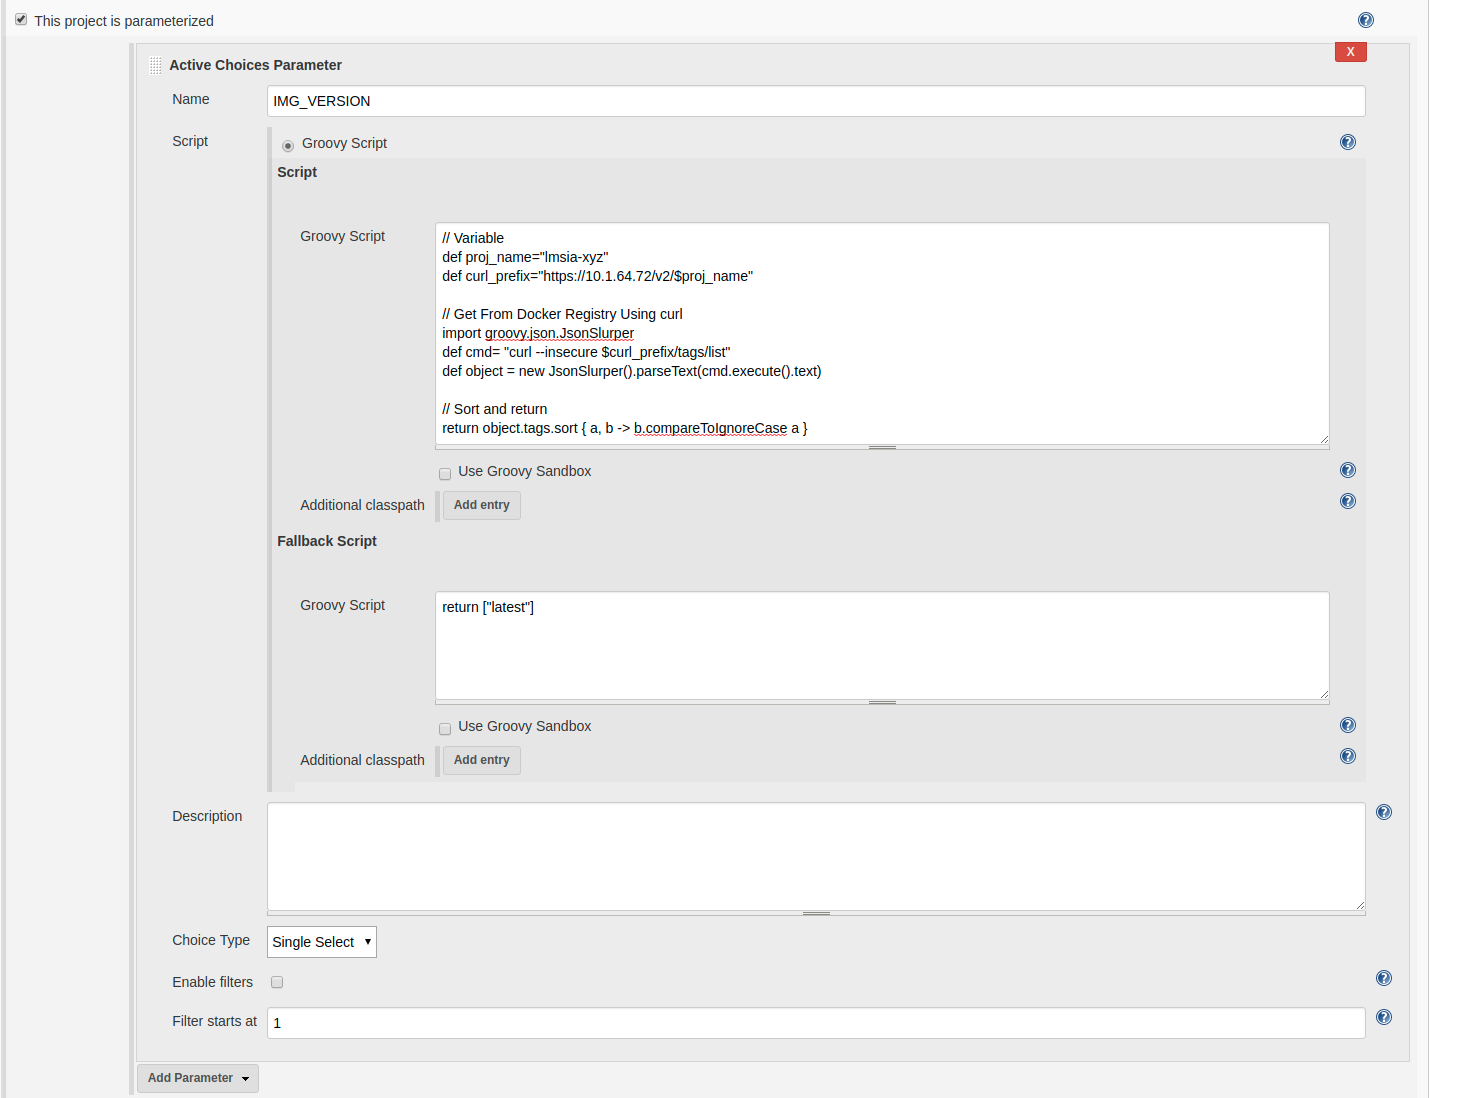 This project is parameterized
X
Active Choices Parameter
Name
IMG_VERSION
Script
Groovy Script
Script
Groovy Script
// Variable
def proj_name="lmsia-xyz"
def curl_prefix="https://10.1.64.72/v2/$proj_name"
// Get From Docker Registry Using curl
import groovy.json.JsonSlurper
def cmd= "curl --insecure $curl_prefix/tags/list"
def object = new JsonSlurper().parseText(cmd.execute().text)
// Sort and return
return object.tags.sort { a, b -> b.compareToIgnoreCase a }
Use Groovy Sandbox
Additional classpath
Add entry
Fallback Script
Groovy Script
return ["latest"]
Use Groovy Sandbox
Additional classpath
Add entry
Description
Choice Type
Single Select
Enable filters
Filter starts at
1
Add Parameter